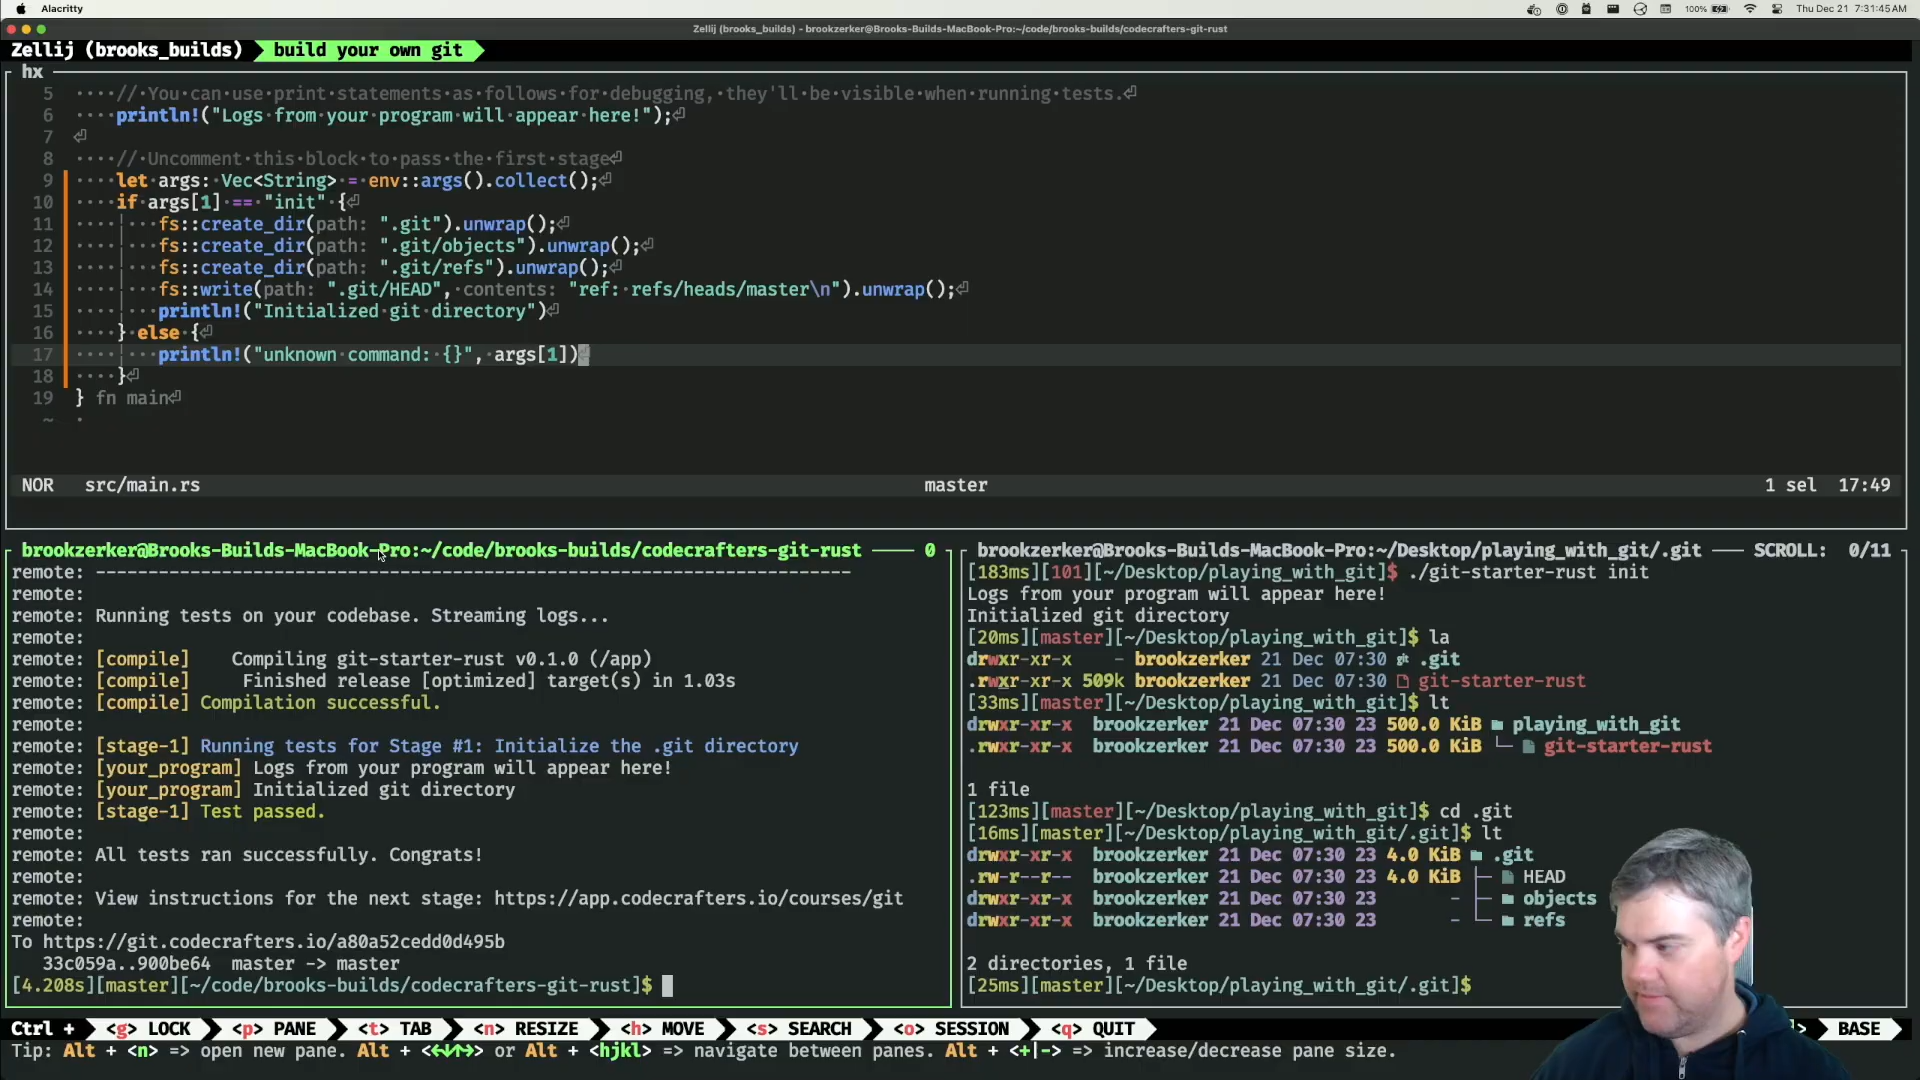 Alacritty
100%
Thu Dec 21 7:31:45 AM
Zellij (brooks_builds) - brookzerker@Brooks-Builds-MacBook-Pro:~/code/brooks-builds/codecrafters-git-rust
Zellij (brooks_builds) build your own git
hx
5 ····//·You·can·use·print·statements·as·follows·for·debugging,·they'll·be·visible·when·running·tests.⏎
6 ····println!("Logs·from·your·program·will·appear·here!");⏎
7 ⏎
8 ····//·Uncomment·this·block·to·pass·the·first·stage⏎
9 ····let·args:·Vec<String>·=·env::args().collect();⏎
10 ····if·args[1]·==·"init"·{⏎
11 ····¦···fs::create_dir(path: ".git").unwrap();⏎
12 ····¦···fs::create_dir(path: ".git/objects").unwrap();⏎
13 ····¦···fs::create_dir(path: ".git/refs").unwrap();⏎
14 ····¦···fs::write(path: ".git/HEAD",·contents: "ref:·refs/heads/master\n").unwrap();⏎
15 ····¦···println!("Initialized·git·directory")⏎
16 ····}·else·{⏎
17 ····¦···println!("unknown·command:·{}",·args[1])⏎
18 ····}⏎
19 } fn main⏎
~
NOR src/main.rs master 1 sel 17:49
brookzerker@Brooks-Builds-MacBook-Pro:~/code/brooks-builds/codecrafters-git-rust 0
remote: ------------------------------------------------------------------------
remote:
remote: Running tests on your codebase. Streaming logs...
remote:
remote: [compile]    Compiling git-starter-rust v0.1.0 (/app)
remote: [compile]     Finished release [optimized] target(s) in 1.03s
remote: [compile] Compilation successful.
remote:
remote: [stage-1] Running tests for Stage #1: Initialize the .git directory
remote: [your_program] Logs from your program will appear here!
remote: [your_program] Initialized git directory
remote: [stage-1] Test passed.
remote:
remote: All tests ran successfully. Congrats!
remote:
remote: View instructions for the next stage: https://app.codecrafters.io/courses/git
remote:
To https://git.codecrafters.io/a80a52cedd0d495b
   33c059a..900be64  master -> master
[4.208s][master][~/code/brooks-builds/codecrafters-git-rust]$
brookzerker@Brooks-Builds-MacBook-Pro:~/Desktop/playing_with_git/.git SCROLL: 0/11
[183ms][101][~/Desktop/playing_with_git]$ ./git-starter-rust init
Logs from your program will appear here!
Initialized git directory
[20ms][master][~/Desktop/playing_with_git]$ la
drwxr-xr-x    - brookzerker 21 Dec 07:30 .git
.rwxr-xr-x 509k brookzerker 21 Dec 07:30 git-starter-rust
[33ms][master][~/Desktop/playing_with_git]$ lt
drwxr-xr-x  brookzerker 21 Dec 07:30 23 500.0 KiB playing_with_git
.rwxr-xr-x  brookzerker 21 Dec 07:30 23 500.0 KiB └─ git-starter-rust
1 file
[123ms][master][~/Desktop/playing_with_git]$ cd .git
[16ms][master][~/Desktop/playing_with_git/.git]$ lt
drwxr-xr-x  brookzerker 21 Dec 07:30 23 4.0 KiB .git
.rw-r--r--  brookzerker 21 Dec 07:30 23 4.0 KiB ├─ HEAD
drwxr-xr-x  brookzerker 21 Dec 07:30 23       - ├─ objects
drwxr-xr-x  brookzerker 21 Dec 07:30 23       - └─ refs
2 directories, 1 file
[25ms][master][~/Desktop/playing_with_git/.git]$
Ctrl + <g> LOCK <p> PANE <t> TAB <n> RESIZE <h> MOVE <s> SEARCH <o> SESSION <q> QUIT > BASE
Tip: Alt + <n> => open new pane. Alt + <←↓↑→> or Alt + <hjkl> => navigate between panes. Alt + <+|-> => increase/decrease pane size.